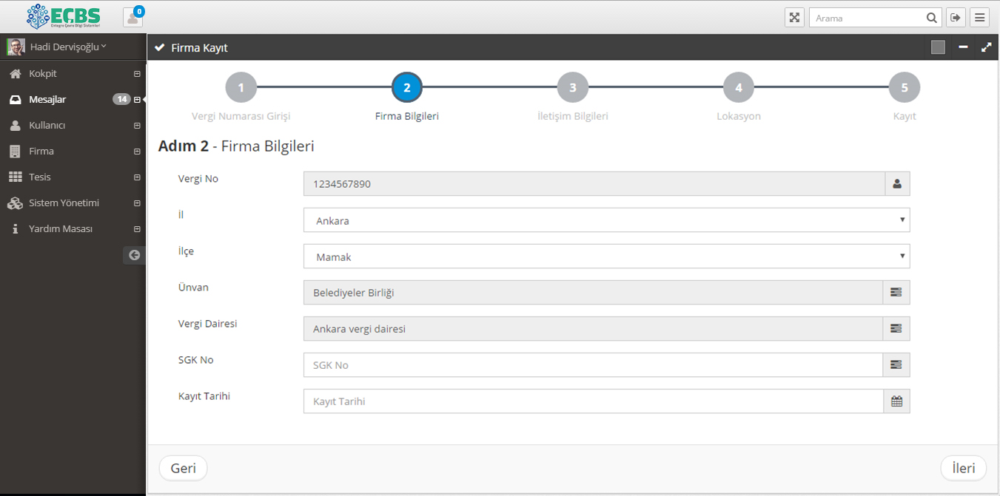 EÇBS
Entegre Çevre Bilgi Sistemleri
0
Arama
Hadi Dervişoğlu
Kokpit
Mesajlar 14
Kullanıcı
Firma
Tesis
Sistem Yönetimi
Yardım Masası
Firma Kayıt
1 2 3 4 5
Vergi Numarası Girişi Firma Bilgileri İletişim Bilgileri Lokasyon Kayıt
Adım 2 - Firma Bilgileri
Vergi No 1234567890
İl Ankara
İlçe Mamak
Ünvan Belediyeler Birliği
Vergi Dairesi Ankara vergi dairesi
SGK No SGK No
Kayıt Tarihi Kayıt Tarihi
Geri İleri